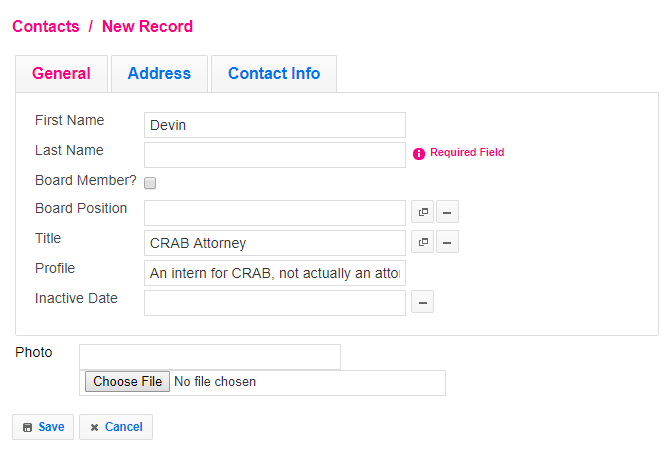 Contacts / New Record
General Address Contact Info
First Name Devin
Last Name Required Field
Board Member?
Board Position
Title CRAB Attorney
Profile An intern for CRAB, not actually an
Inactive Date
Photo
Choose File No file chosen
Save Cancel